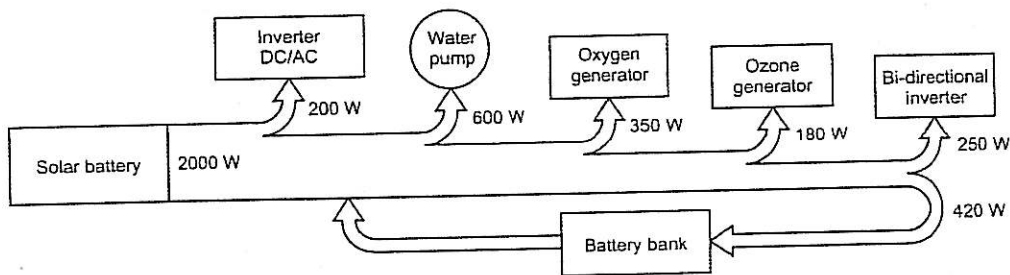 Inverter
DC/AC
Water
pump
Oxygen
generator
Ozone
generator
Bi-directional
inverter
200 W
600 W
350 W
180 W
250 W
Solar battery
2000 W
420 W
Battery bank